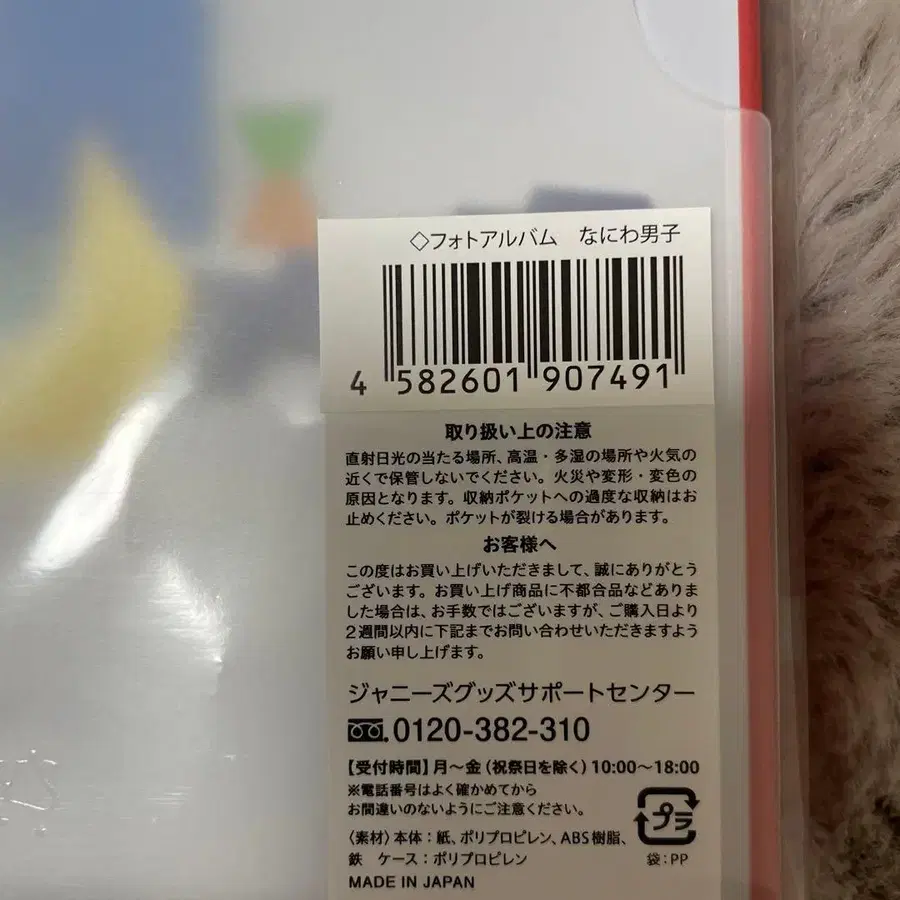 ◇フォトアルバム　なにわ男子
4 582601 907491
取り扱い上の注意
直射日光の当たる場所、高温・多湿の場所や火気の
近くで保管しないでください。火災や変形・変色の
原因となります。収納ポケットへの過度な収納はお
止めください。ポケットが裂ける場合があります。
お客様へ
この度はお買い上げいただきまして、誠にありがとう
ございます。お買い上げ商品に不都合品などありま
した場合は、お手数ではございますが、ご購入日より
2週間以内に下記までお問い合わせいただきますよう
お願い申し上げます。
ジャニーズグッズサポートセンター
0120-382-310
【受付時間】月〜金（祝祭日を除く）10:00〜18:00
※電話番号はよく確かめてから
お間違いのないようにご注意ください。
プラ
〈素材〉本体：紙、ポリプロピレン、ABS樹脂、
鉄　ケース：ポリプロピレン
袋：PP
MADE IN JAPAN